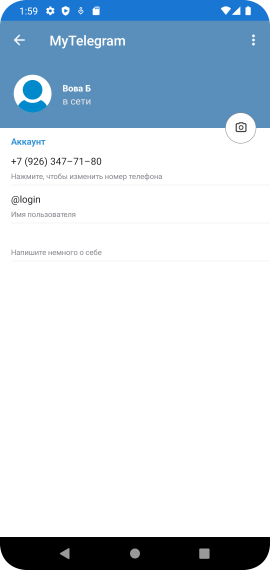 1:59
MyTelegram
Вова Б
в сети
Аккаунт
+7 (926) 347–71–80
Нажмите, чтобы изменить номер телефона
@login
Имя пользователя
Напишите немного о себе